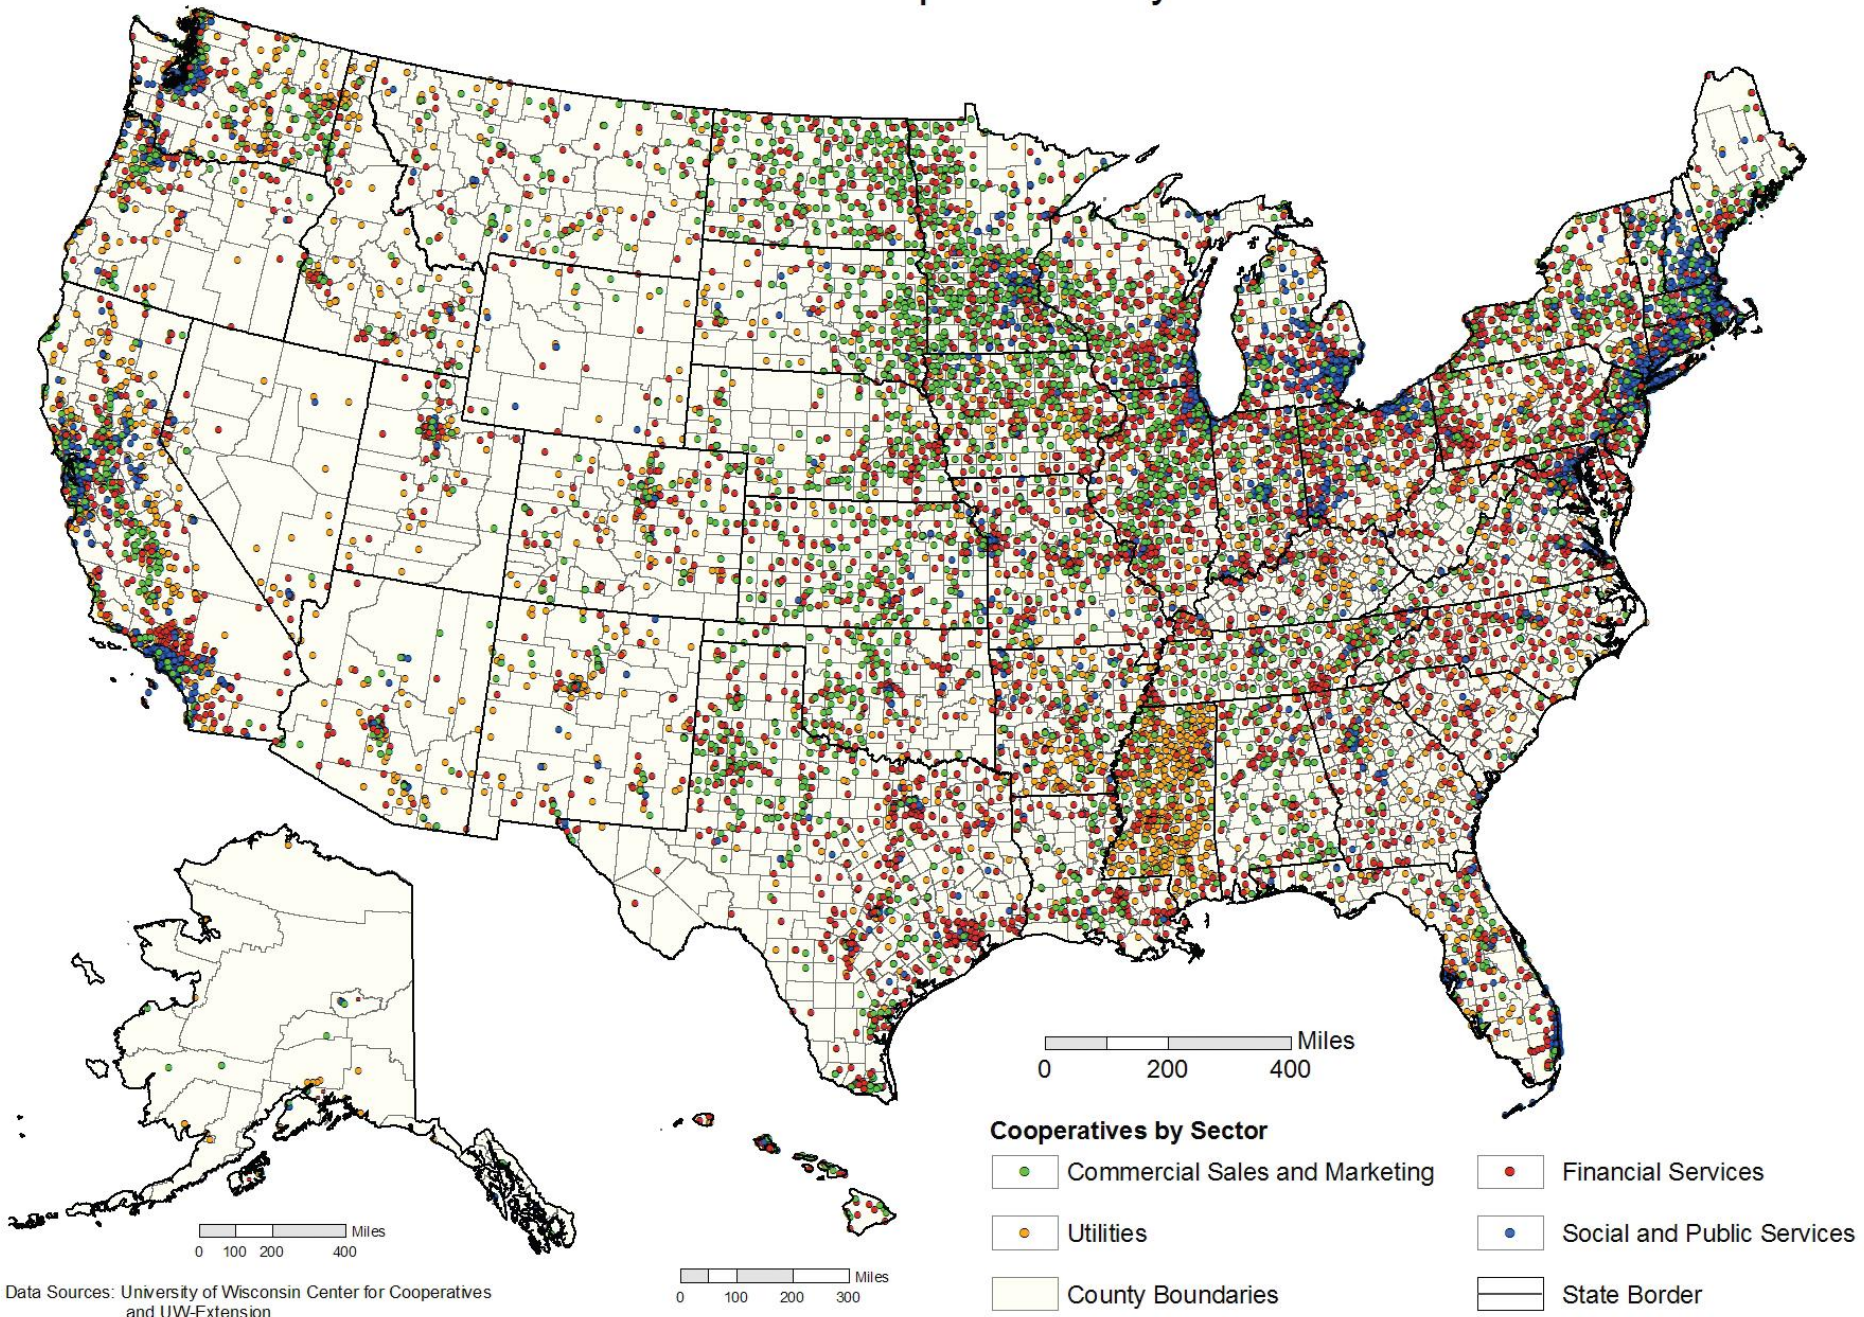 Miles
0 200 400
Cooperatives by Sector
Commercial Sales and Marketing
Financial Services
Utilities
Social and Public Services
County Boundaries
State Border
Miles
0 100 200 400
Miles
0 100 200 300
Data Sources: University of Wisconsin Center for Cooperatives
and UW-Extension